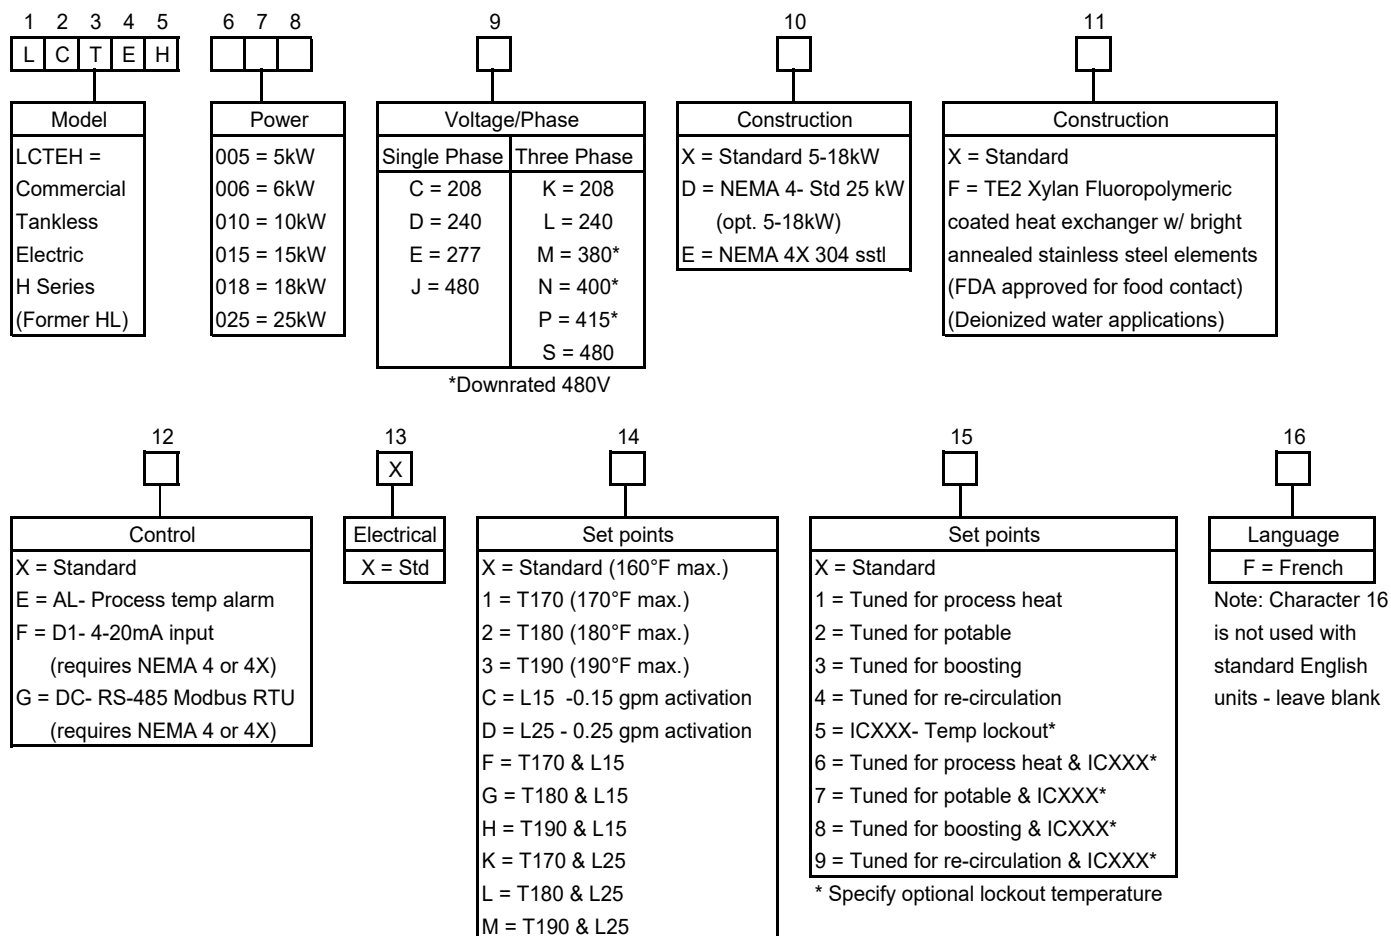 1 2 3 4 5
L C T E H
Model
LCTEH =
Commercial
Tankless
Electric
H Series
(Former HL)
6 7 8
Power
005 = 5kW
006 = 6kW
010 = 10kW
015 = 15kW
018 = 18kW
025 = 25kW
9
Voltage/Phase
Single Phase
C = 208
D = 240
E = 277
J = 480
Three Phase
K = 208
L = 240
M = 380*
N = 400*
P = 415*
S = 480
*Downrated 480V
10
Construction
X = Standard 5-18kW
D = NEMA 4- Std 25 kW
(opt. 5-18kW)
E = NEMA 4X 304 sstl
11
Construction
X = Standard
F = TE2 Xylan Fluoropolymeric
coated heat exchanger w/ bright
annealed stainless steel elements
(FDA approved for food contact)
(Deionized water applications)
12
Control
X = Standard
E = AL- Process temp alarm
F = D1- 4-20mA input
(requires NEMA 4 or 4X)
G = DC- RS-485 Modbus RTU
(requires NEMA 4 or 4X)
13
X
Electrical
X = Std
14
Set points
X = Standard (160°F max.)
1 = T170 (170°F max.)
2 = T180 (180°F max.)
3 = T190 (190°F max.)
C = L15 -0.15 gpm activation
D = L25 - 0.25 gpm activation
F = T170 & L15
G = T180 & L15
H = T190 & L15
K = T170 & L25
L = T180 & L25
M = T190 & L25
15
Set points
X = Standard
1 = Tuned for process heat
2 = Tuned for potable
3 = Tuned for boosting
4 = Tuned for re-circulation
5 = ICXXX- Temp lockout*
6 = Tuned for process heat & ICXXX*
7 = Tuned for potable & ICXXX*
8 = Tuned for boosting & ICXXX*
9 = Tuned for re-circulation & ICXXX*
* Specify optional lockout temperature
16
Language
F = French
Note: Character 16
is not used with
standard English
units - leave blank